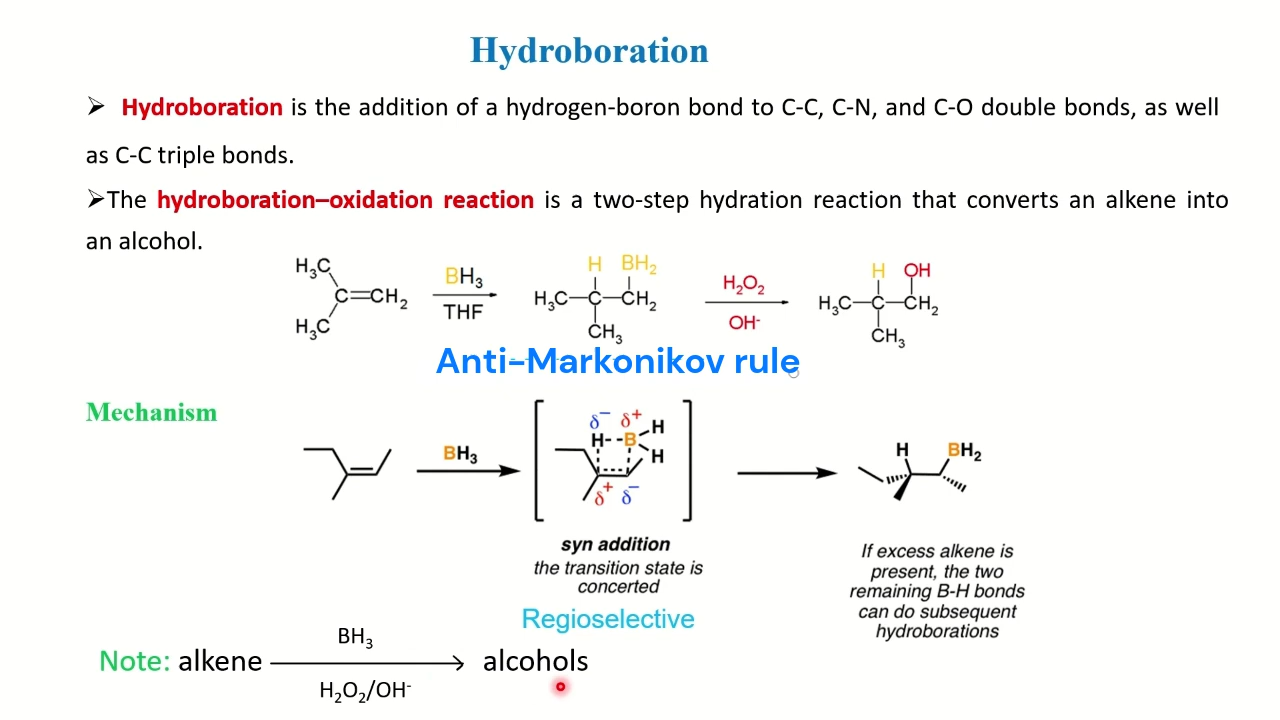 Hydroboration
➢ Hydroboration is the addition of a hydrogen-boron bond to C-C, C-N, and C-O double bonds, as well
as C-C triple bonds.
➢The hydroboration–oxidation reaction is a two-step hydration reaction that converts an alkene into
an alcohol.
H₃C
C=CH₂
H₃C
BH₃
THF
H BH₂
H₃C–C–CH₂
CH₃
H₂O₂
OH⁻
H OH
H₃C–C–CH₂
CH₃
Anti-Markonikov rule
Mechanism
BH₃
δ⁻ δ⁺
H--B
H
H
δ⁺ δ⁻
H BH₂
syn addition
the transition state is
concerted
Regioselective
If excess alkene is
present, the two
remaining B-H bonds
can do subsequent
hydroborations
BH₃
Note: alkene alcohols
H₂O₂/OH⁻